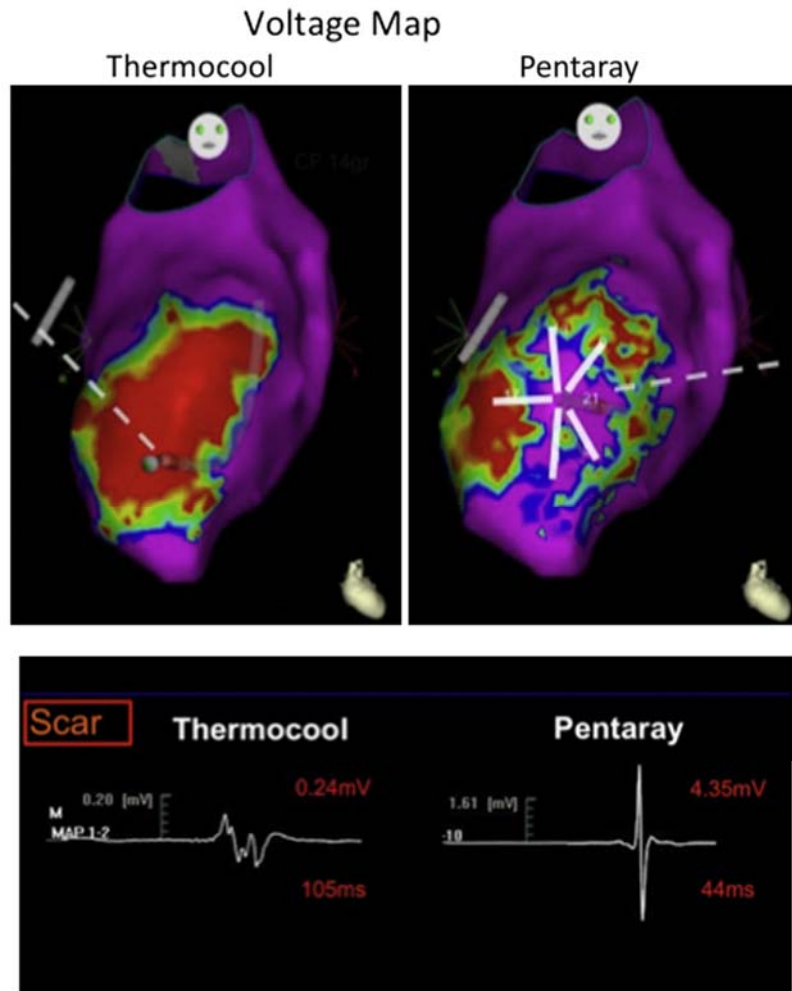 Voltage Map
Thermocool Pentaray
CP 14gr
21
Scar Thermocool Pentaray
0.20 [mV] 0.24mV 1.61 [mV] 4.35mV
M
MAP 1-2 -10
105ms 44ms